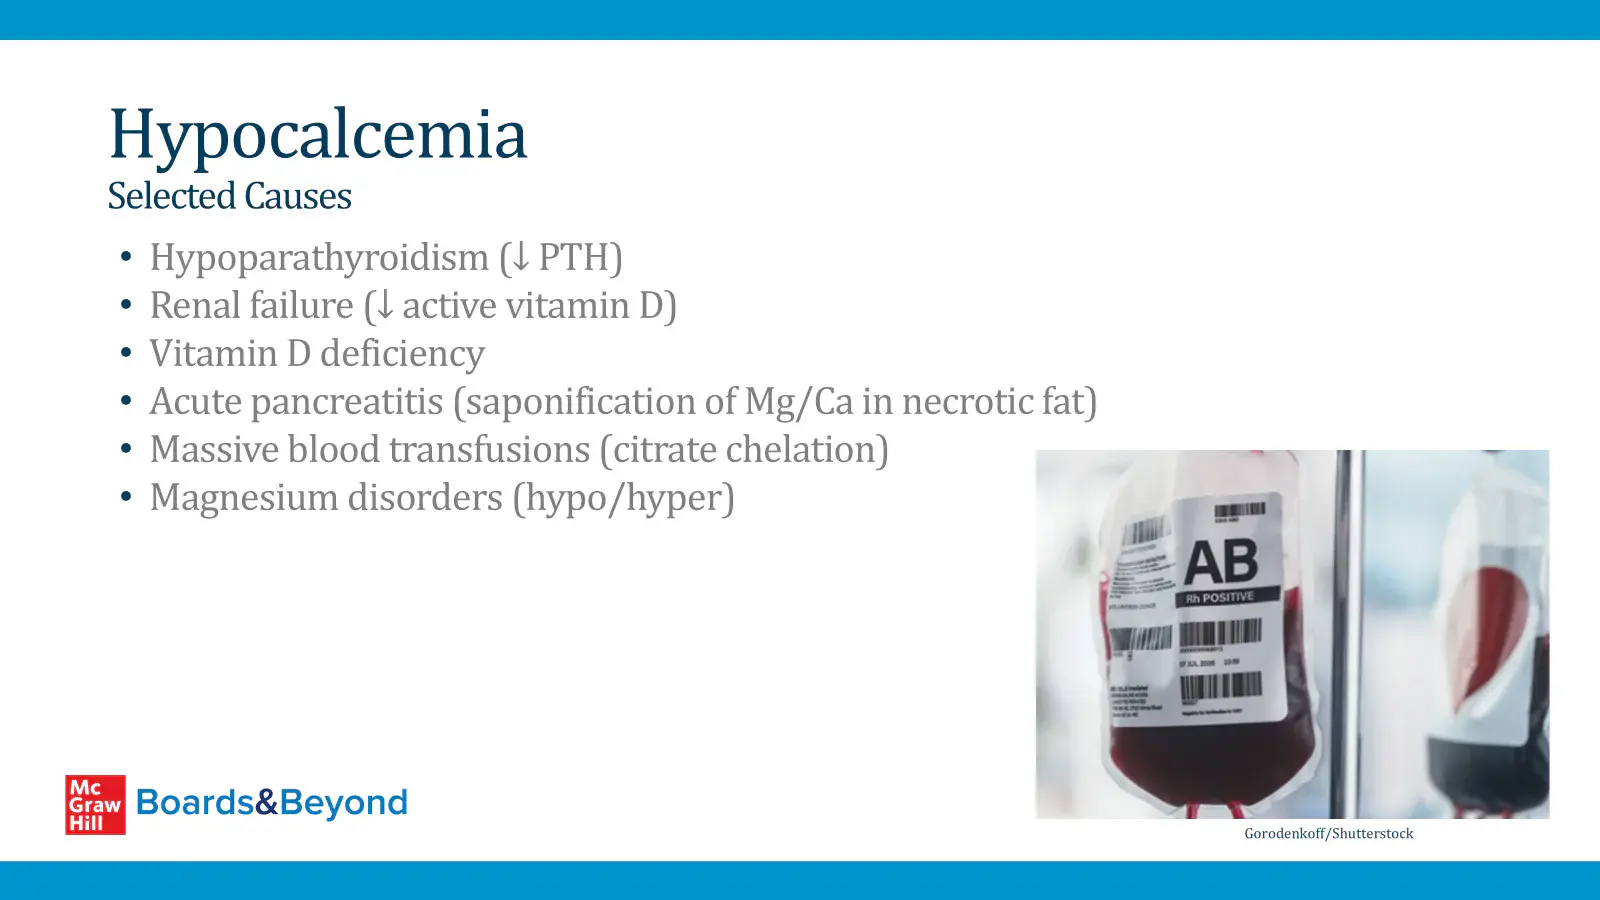 Hypocalcemia
Selected Causes
• Hypoparathyroidism (↓ PTH)
• Renal failure (↓ active vitamin D)
• Vitamin D deficiency
• Acute pancreatitis (saponification of Mg/Ca in necrotic fat)
• Massive blood transfusions (citrate chelation)
• Magnesium disorders (hypo/hyper)
AB
Rh POSITIVE
Mc
Graw
Hill
Boards&Beyond
Gorodenkoff/Shutterstock